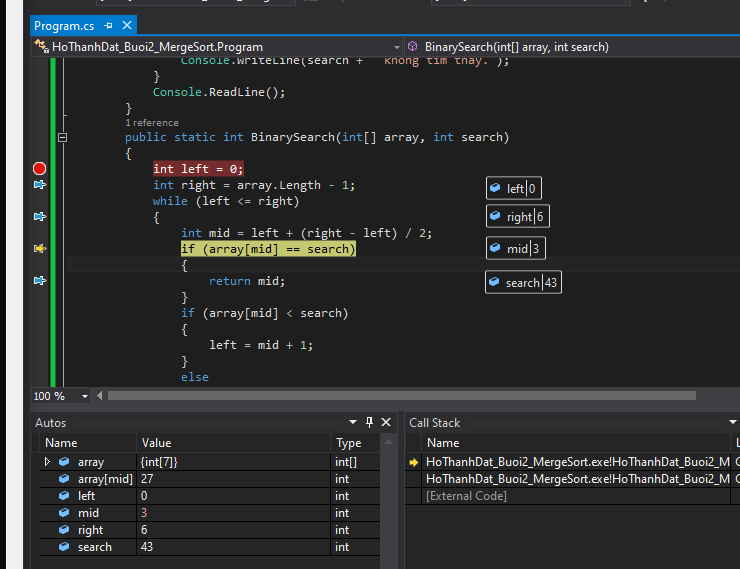 Program.cs
HoThanhDat_Buoi2_MergeSort.Program
BinarySearch(int[] array, int search)
Console.WriteLine(search + " khong tim thay.");
}
Console.ReadLine();
}
1 reference
public static int BinarySearch(int[] array, int search)
{
int left = 0;
int right = array.Length - 1;
left 0
while (left <= right)
{
right 6
int mid = left + (right - left) / 2;
if (array[mid] == search)
mid 3
{
return mid;
search 43
}
if (array[mid] < search)
{
left = mid + 1;
}
else
100 %
Autos
Name Value Type
array {int[7]} int[]
array[mid] 27 int
left 0 int
mid 3 int
right 6 int
search 43 int
Call Stack
Name
HoThanhDat_Buoi2_MergeSort.exe!HoThanhDat_Buoi2_M
HoThanhDat_Buoi2_MergeSort.exe!HoThanhDat_Buoi2_M
[External Code]